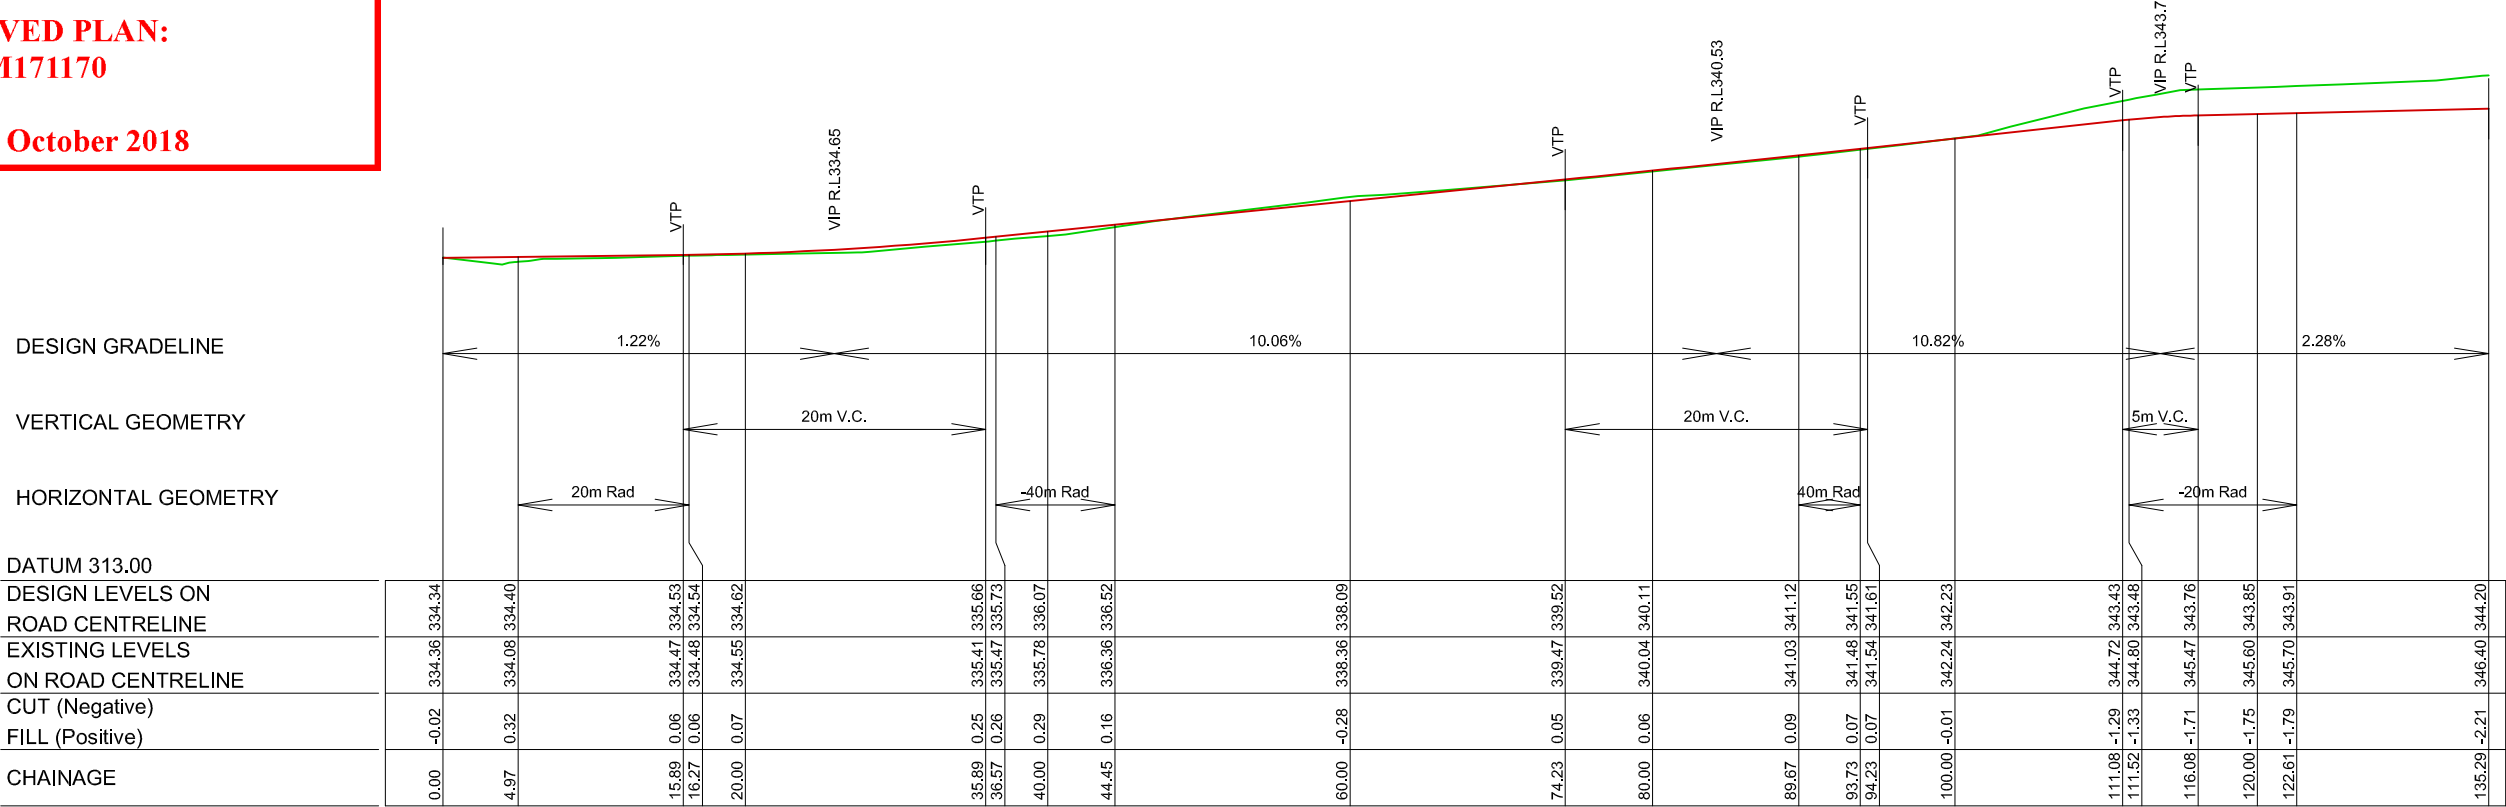 VED PLAN:
M171170
October 2018
VTP
VIP R.L334.65
VTP
VTP
VIP R.L340.53
VTP
VTP
VIP R.L343.7
VTP
DESIGN GRADELINE
1.22%
10.06%
10.82%
2.28%
VERTICAL GEOMETRY
20m V.C.
20m V.C.
5m V.C.
HORIZONTAL GEOMETRY
20m Rad
-40m Rad
40m Rad
-20m Rad
DATUM 313.00
DESIGN LEVELS ON
ROAD CENTRELINE
334.34 334.40 334.53 334.54 334.62 335.66 335.73 336.07 336.52 338.09 339.52 340.11 341.12 341.55 341.61 342.23 343.43 343.48 343.76 343.85 343.91 344.20
EXISTING LEVELS
ON ROAD CENTRELINE
334.36 334.08 334.47 334.48 334.55 335.41 335.47 335.78 336.36 338.36 339.47 340.04 341.03 341.48 341.54 342.24 344.72 344.80 345.47 345.60 345.70 346.40
CUT (Negative)
FILL (Positive)
-0.02 0.32 0.06 0.06 0.07 0.25 0.26 0.29 0.16 -0.28 0.05 0.06 0.09 0.07 0.07 -0.01 -1.29 -1.33 -1.71 -1.75 -1.79 -2.21
CHAINAGE
0.00 4.97 15.89 16.27 20.00 35.89 36.57 40.00 44.45 60.00 74.23 80.00 89.67 93.73 94.23 100.00 111.08 111.52 116.08 120.00 122.61 135.29